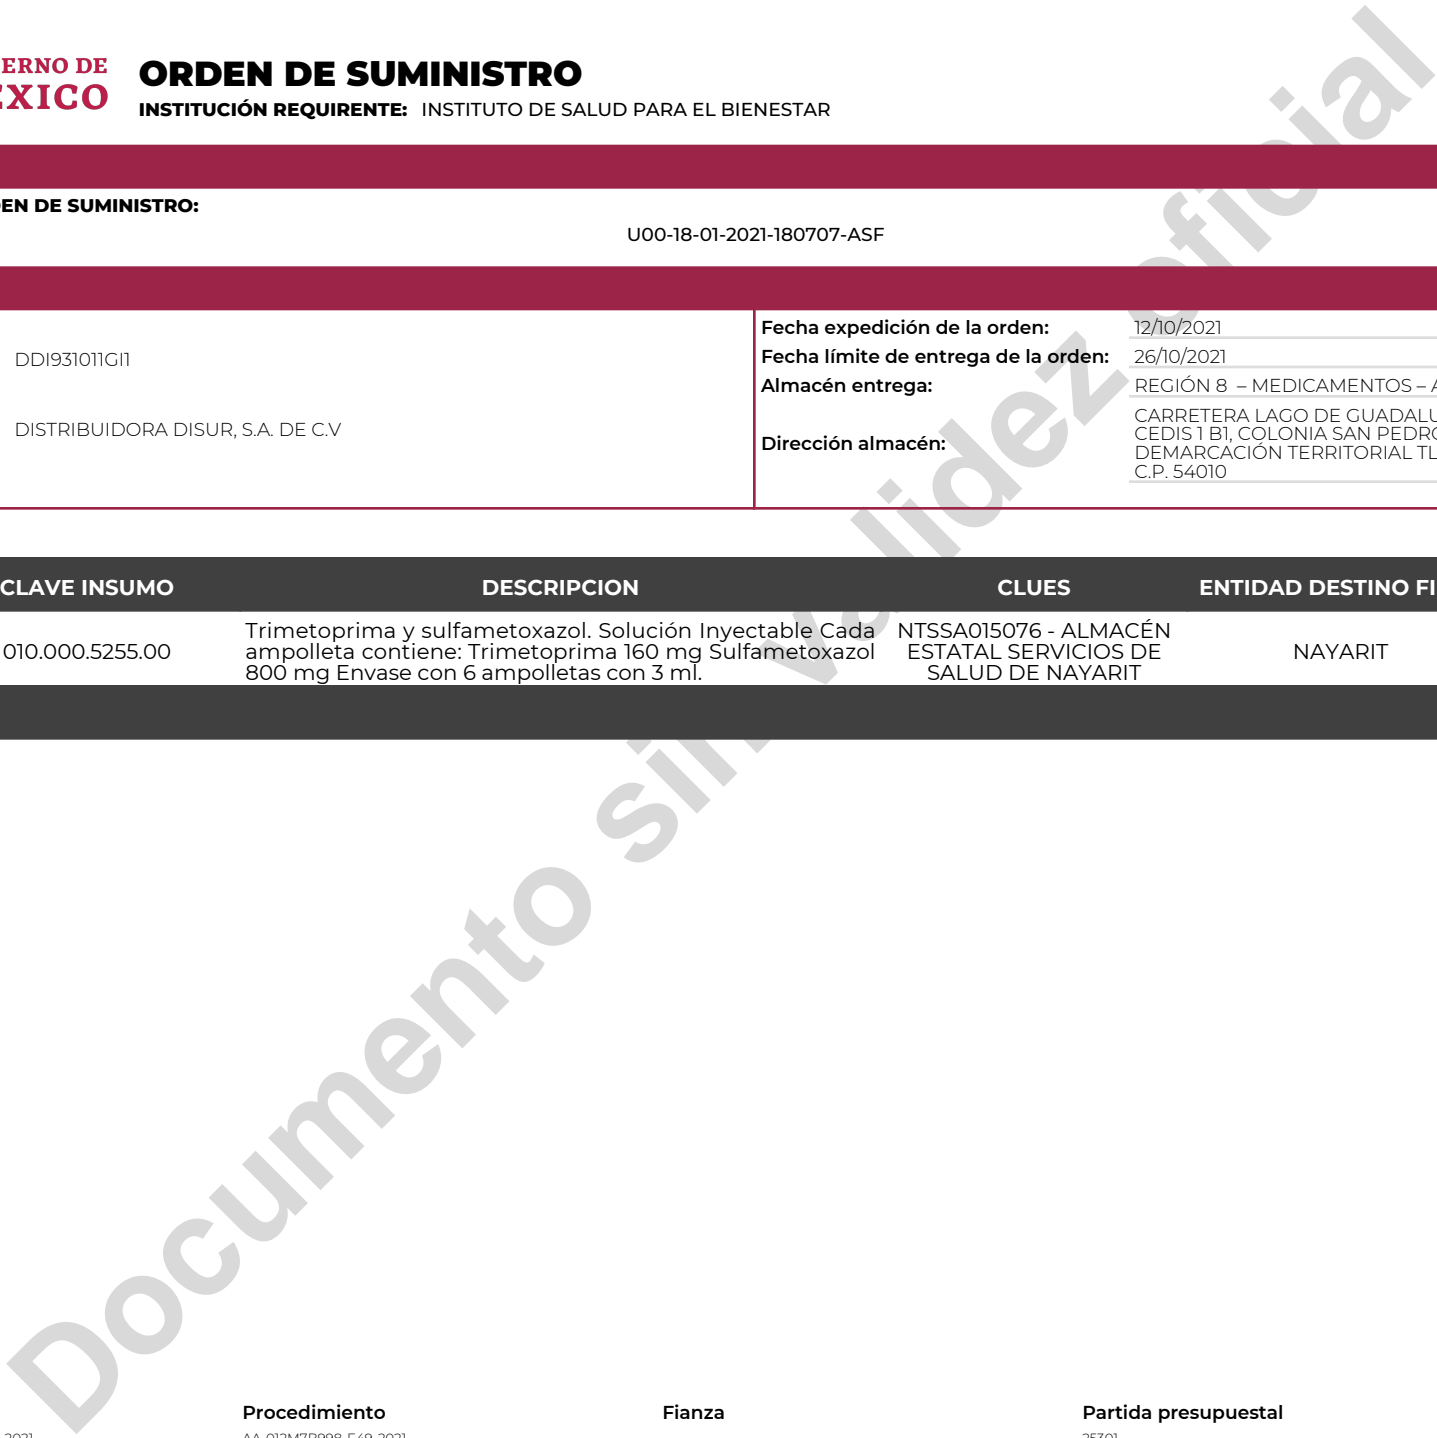 ERNO DE
ORDEN DE SUMINISTRO
INSTITUCIÓN REQUIRENTE: INSTITUTO DE SALUD PARA EL BIENESTAR
EN DE SUMINISTRO:
U00-18-01-2021-180707-ASF
DDI931011GI1
DISTRIBUIDORA DISUR, S.A. DE C.V
Fecha expedición de la orden: 12/10/2021
Fecha límite de entrega de la orden: 26/10/2021
Almacén entrega: REGIÓN 8 – MEDICAMENTOS –
Dirección almacén:
CARRETERA LAGO DE
CEDIS 1 B1, COLONIA SAN
DEMARCACIÓN TERRITORIAL
C.P. 54010
CLAVE INSUMO DESCRIPCION CLUES ENTIDAD DESTINO
010.000.5255.00
Trimetoprima y sulfametoxazol. Solución Inyectable Cada
ampolleta contiene: Trimetoprima 160 mg Sulfametoxazol
800 mg Envase con 6 ampolletas con 3 ml.
NTSSA015076 - ALMACÉN
ESTATAL SERVICIOS DE
SALUD DE NAYARIT
NAYARIT
Documento sin validez oficial
Procedimiento Fianza Partida presupuestal